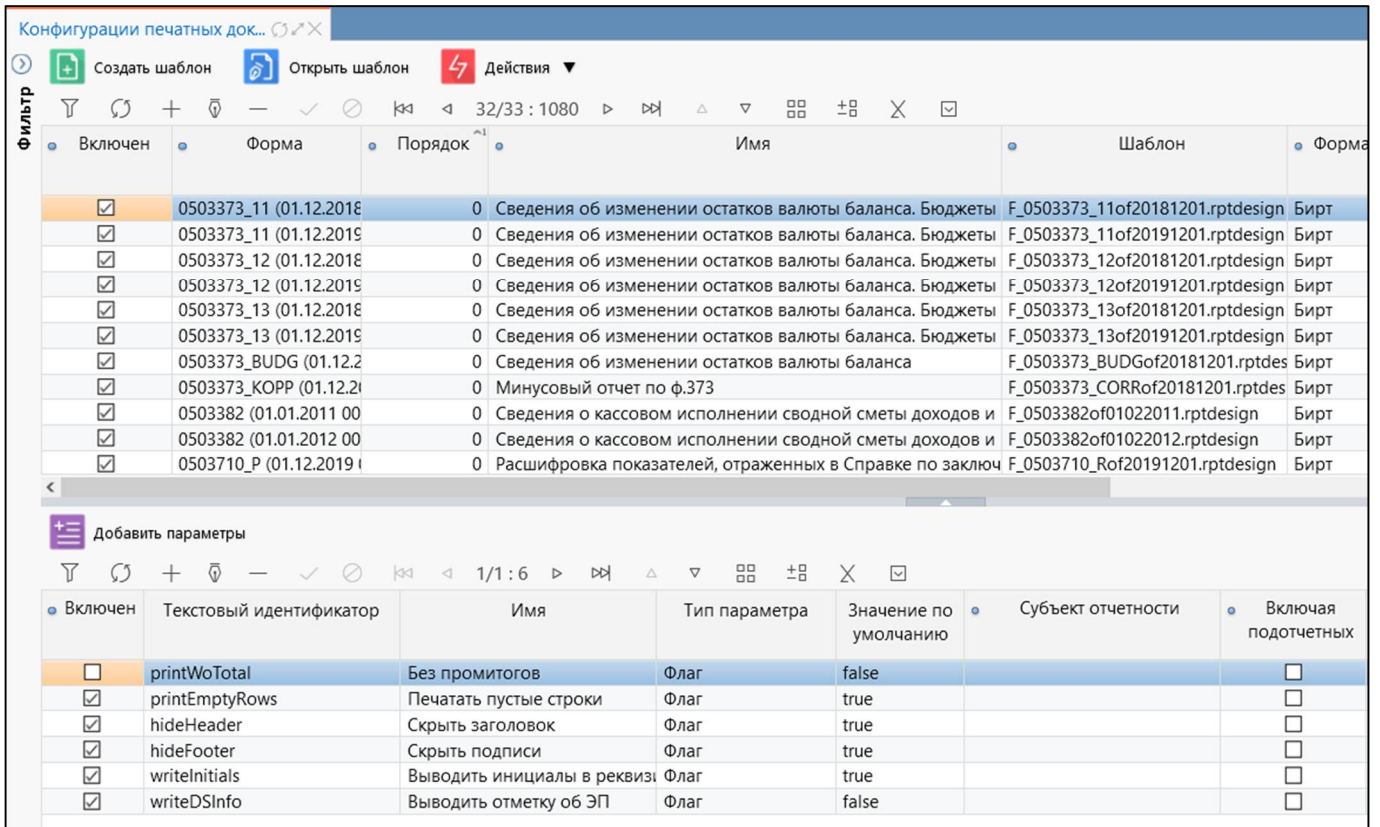 Конфигурации печатных док...
Фильтр
Создать шаблон Открыть шаблон Действия
32/33 : 1080
Включен Форма Порядок 1 Имя Шаблон Форма
0503373_11 (01.12.2018 0 Сведения об изменении остатков валюты баланса. Бюджеты F_0503373_11of20181201.rptdesign Бирт
0503373_11 (01.12.2019 0 Сведения об изменении остатков валюты баланса. Бюджеты F_0503373_11of20191201.rptdesign Бирт
0503373_12 (01.12.2018 0 Сведения об изменении остатков валюты баланса. Бюджеты F_0503373_12of20181201.rptdesign Бирт
0503373_12 (01.12.2019 0 Сведения об изменении остатков валюты баланса. Бюджеты F_0503373_12of20191201.rptdesign Бирт
0503373_13 (01.12.2018 0 Сведения об изменении остатков валюты баланса. Бюджеты F_0503373_13of20181201.rptdesign Бирт
0503373_13 (01.12.2019 0 Сведения об изменении остатков валюты баланса. Бюджеты F_0503373_13of20191201.rptdesign Бирт
0503373_BUDG (01.12.2 0 Сведения об изменении остатков валюты баланса F_0503373_BUDGof20181201.rptdes Бирт
0503373_КОРР (01.12.20 0 Минусовый отчет по ф.373 F_0503373_CORRof20181201.rptdes Бирт
0503382 (01.01.2011 00 0 Сведения о кассовом исполнении сводной сметы доходов и F_0503382of01022011.rptdesign Бирт
0503382 (01.01.2012 00 0 Сведения о кассовом исполнении сводной сметы доходов и F_0503382of01022012.rptdesign Бирт
0503710_Р (01.12.2019 ( 0 Расшифровка показателей, отраженных в Справке по заключ F_0503710_Rof20191201.rptdesign Бирт
Добавить параметры
1/1 : 6
Включен Текстовый идентификатор Имя Тип параметра Значение по умолчанию Субъект отчетности Включая подотчетных
printWoTotal Без промитогов Флаг false
printEmptyRows Печатать пустые строки Флаг true
hideHeader Скрыть заголовок Флаг true
hideFooter Скрыть подписи Флаг true
writeInitials Выводить инициалы в реквизи Флаг true
writeDSInfo Выводить отметку об ЭП Флаг false